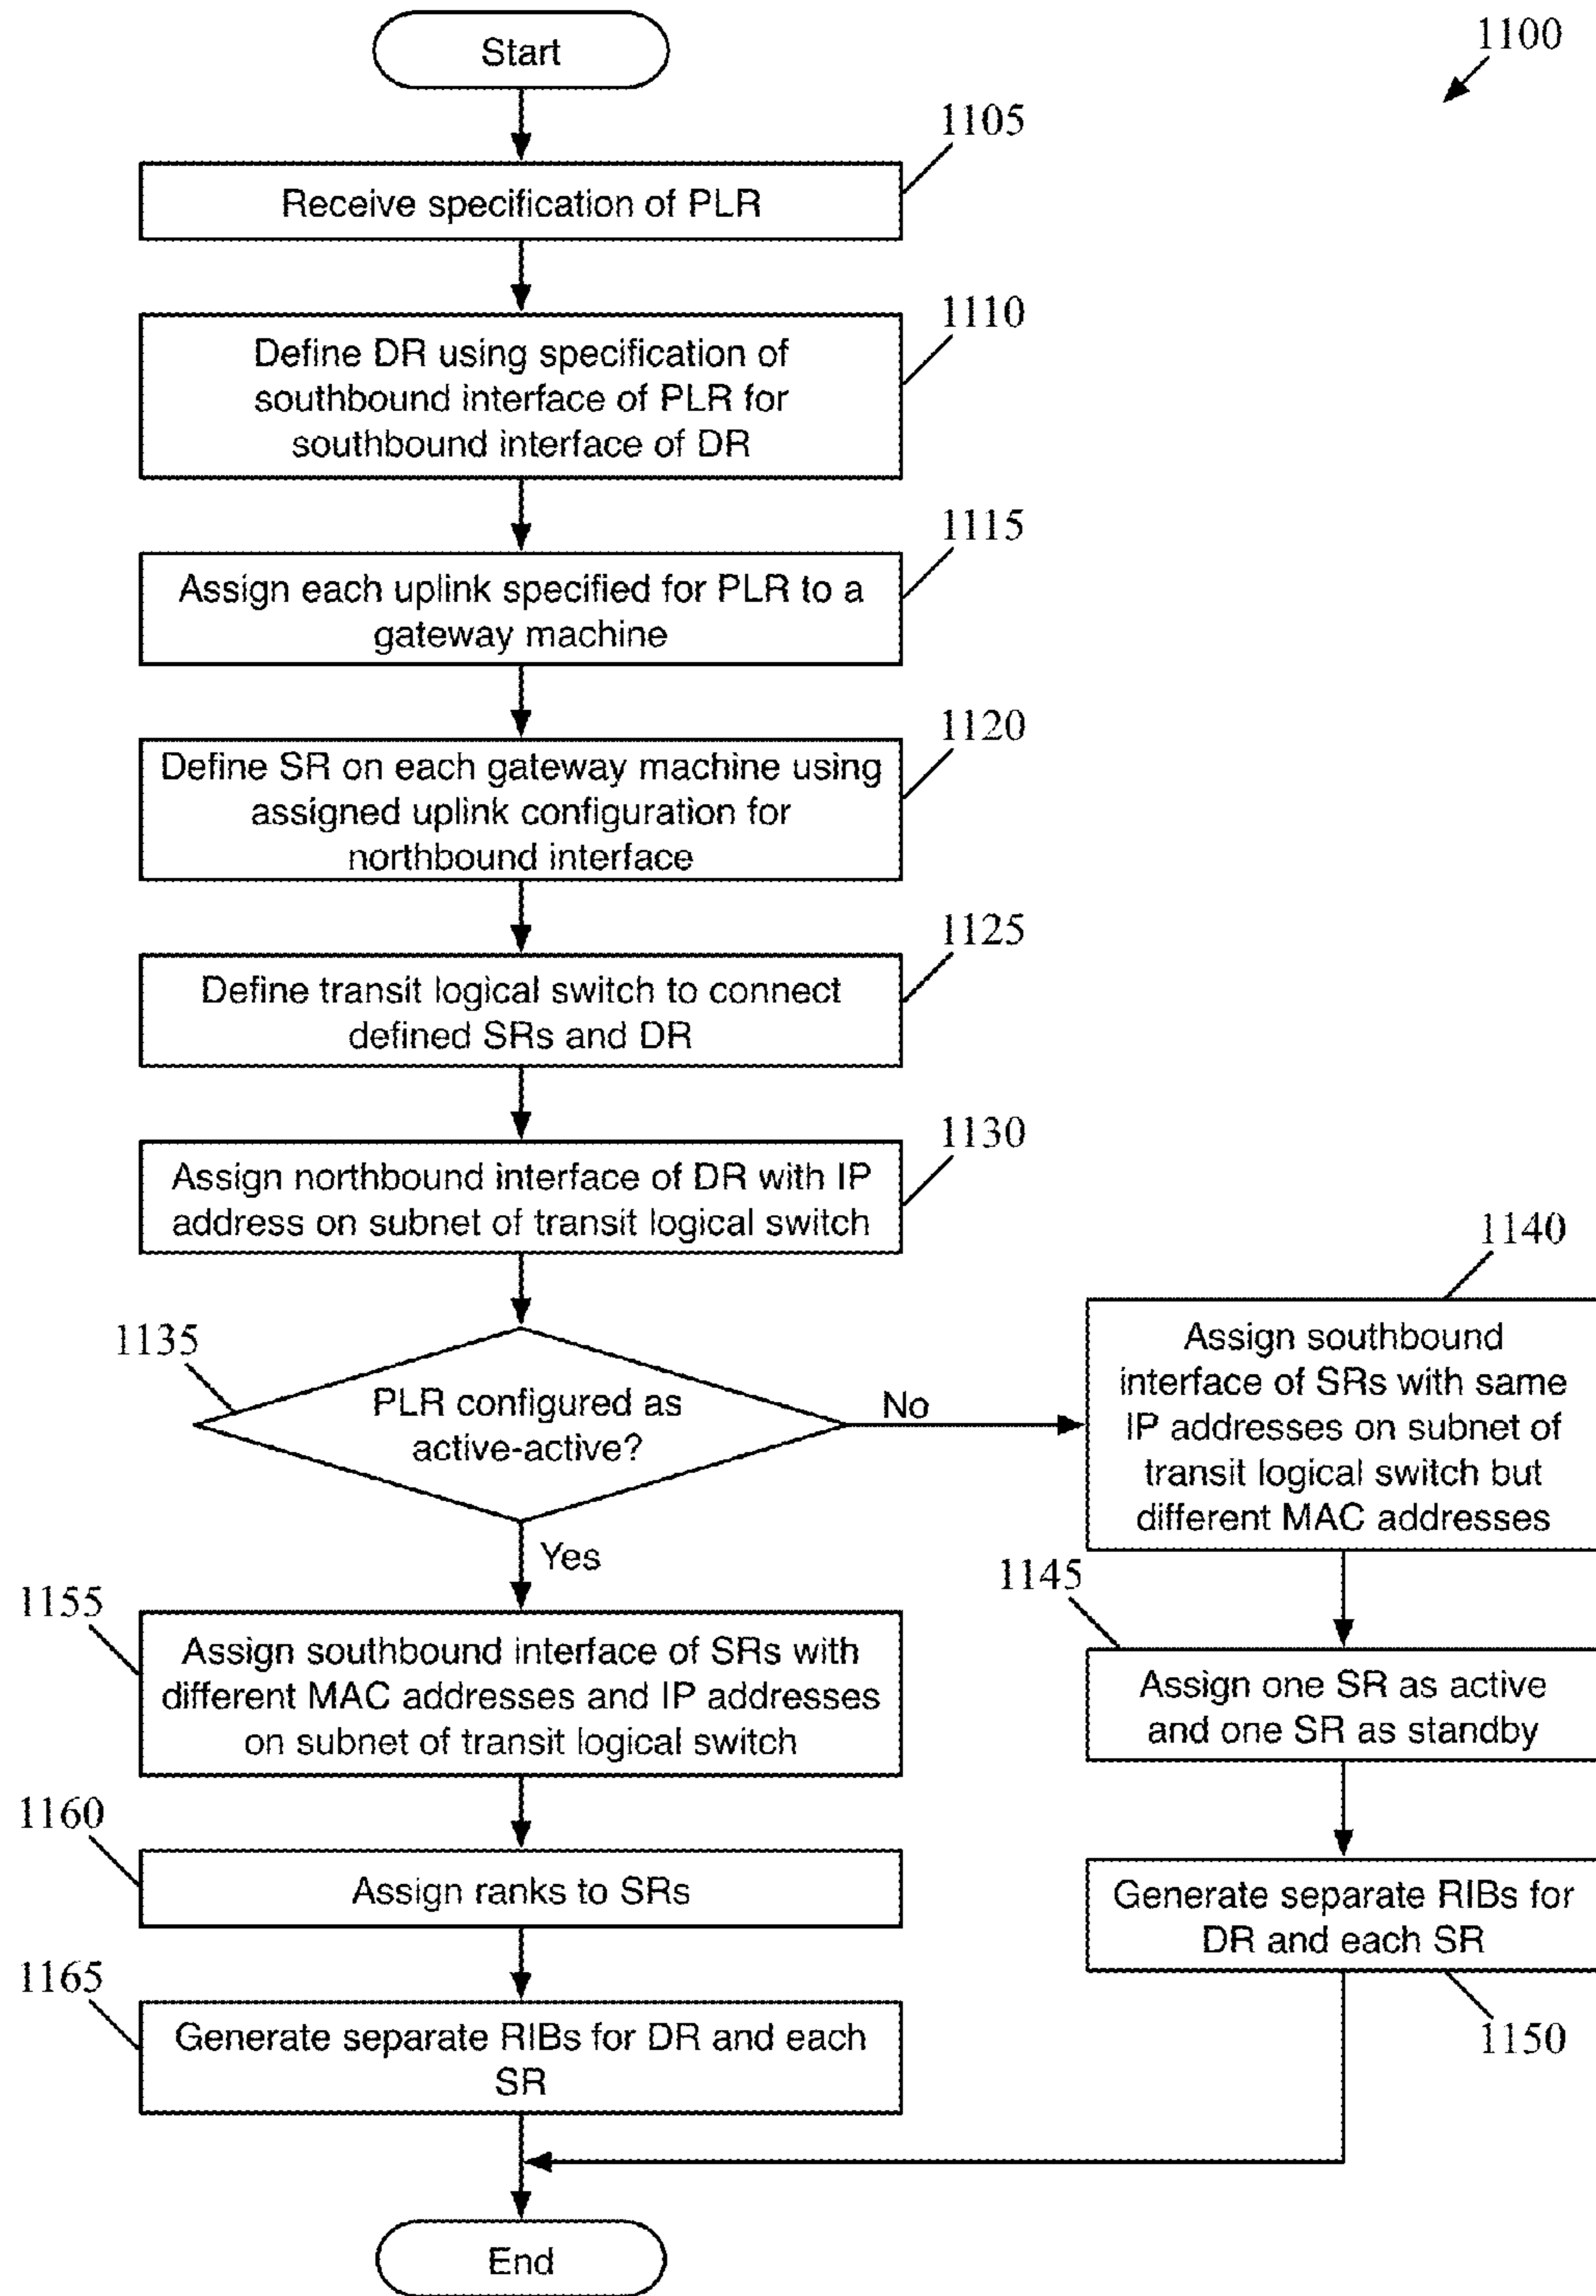 Start
1100
1105
Receive specification of PLR
1110
Define DR using specification of
southbound interface of PLR for
southbound interface of DR
1115
Assign each uplink specified for PLR to a
gateway machine
1120
Define SR on each gateway machine using
assigned uplink configuration for
northbound interface
1125
Define transit logical switch to connect
defined SRs and DR
1130
Assign northbound interface of DR with IP
address on subnet of transit logical switch
1135
PLR configured as
active-active?
No
Yes
1140
Assign southbound
interface of SRs with same
IP addresses on subnet of
transit logical switch but
different MAC addresses
1145
Assign one SR as active
and one SR as standby
Generate separate RIBs for
DR and each SR
1150
1155
Assign southbound interface of SRs with
different MAC addresses and IP addresses
on subnet of transit logical switch
1160
Assign ranks to SRs
1165
Generate separate RIBs for DR and each
SR
End